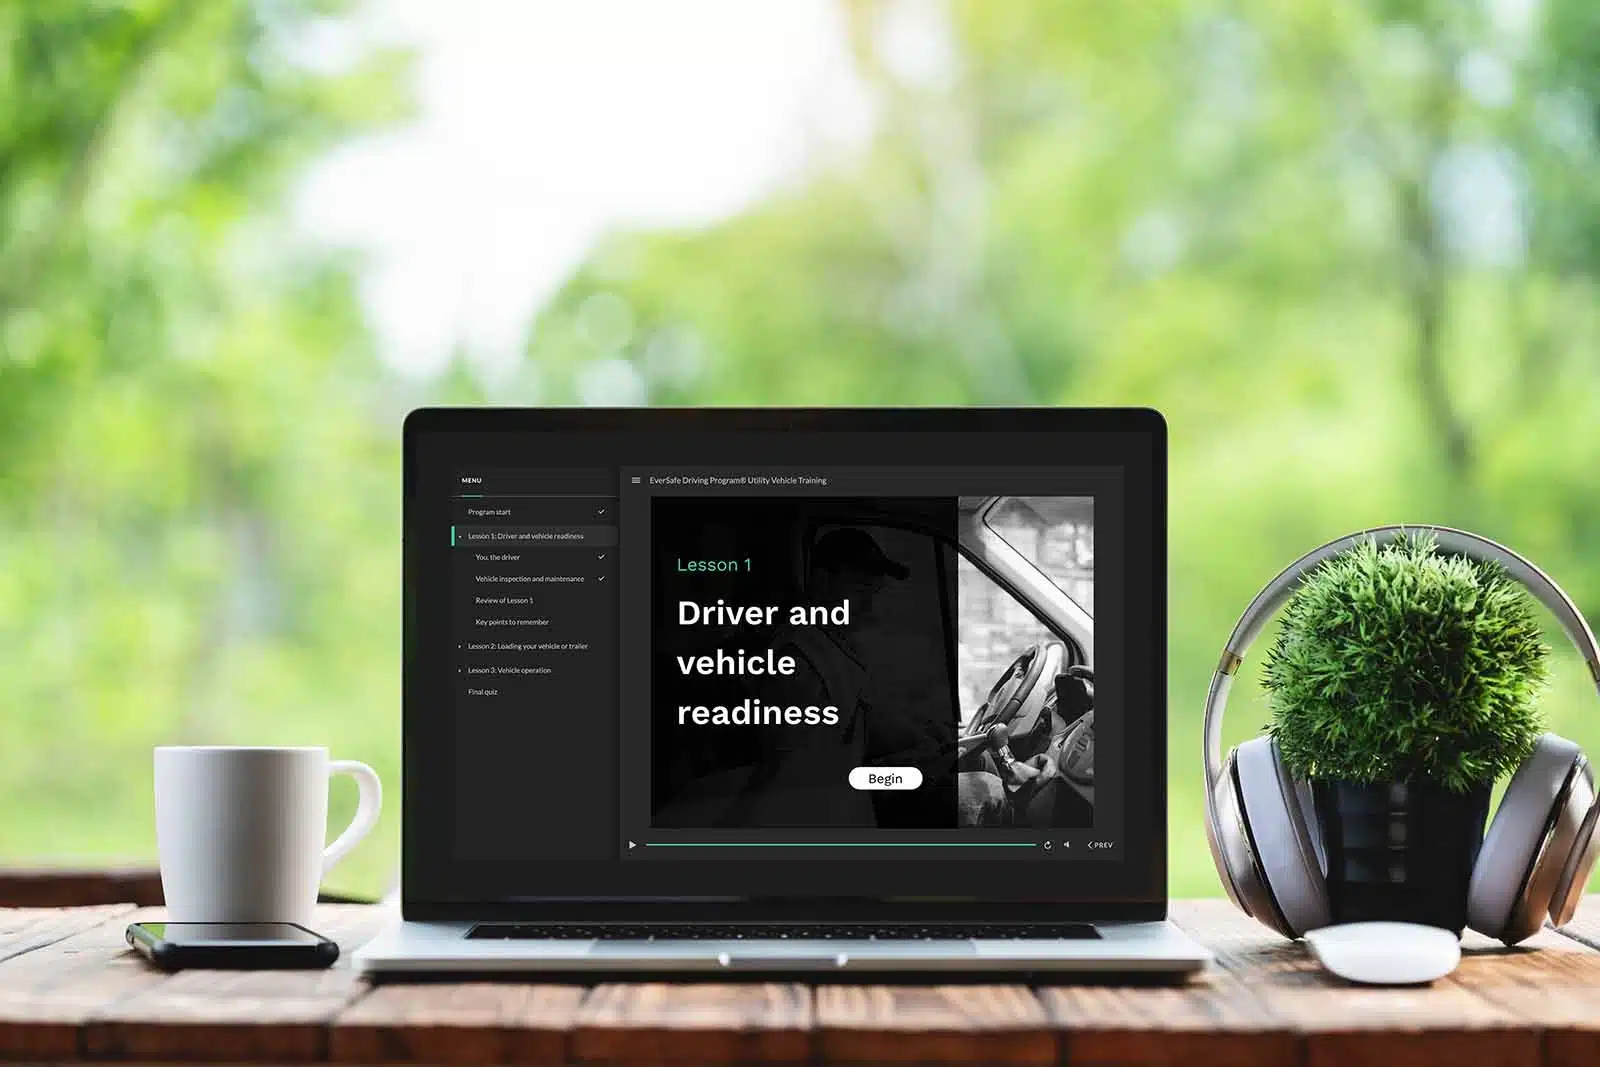 MENU
Program start
Lesson 1: Driver and vehicle readiness
You, the driver
Vehicle inspection and maintenance
Review of Lesson 1
Key points to remember
Lesson 2: Loading your vehicle or trailer
Lesson 3: Vehicle operation
Final quiz
EverSafe Driving Program® Utility Vehicle Training
Lesson 1
Driver and
vehicle
readiness
Begin
PREV